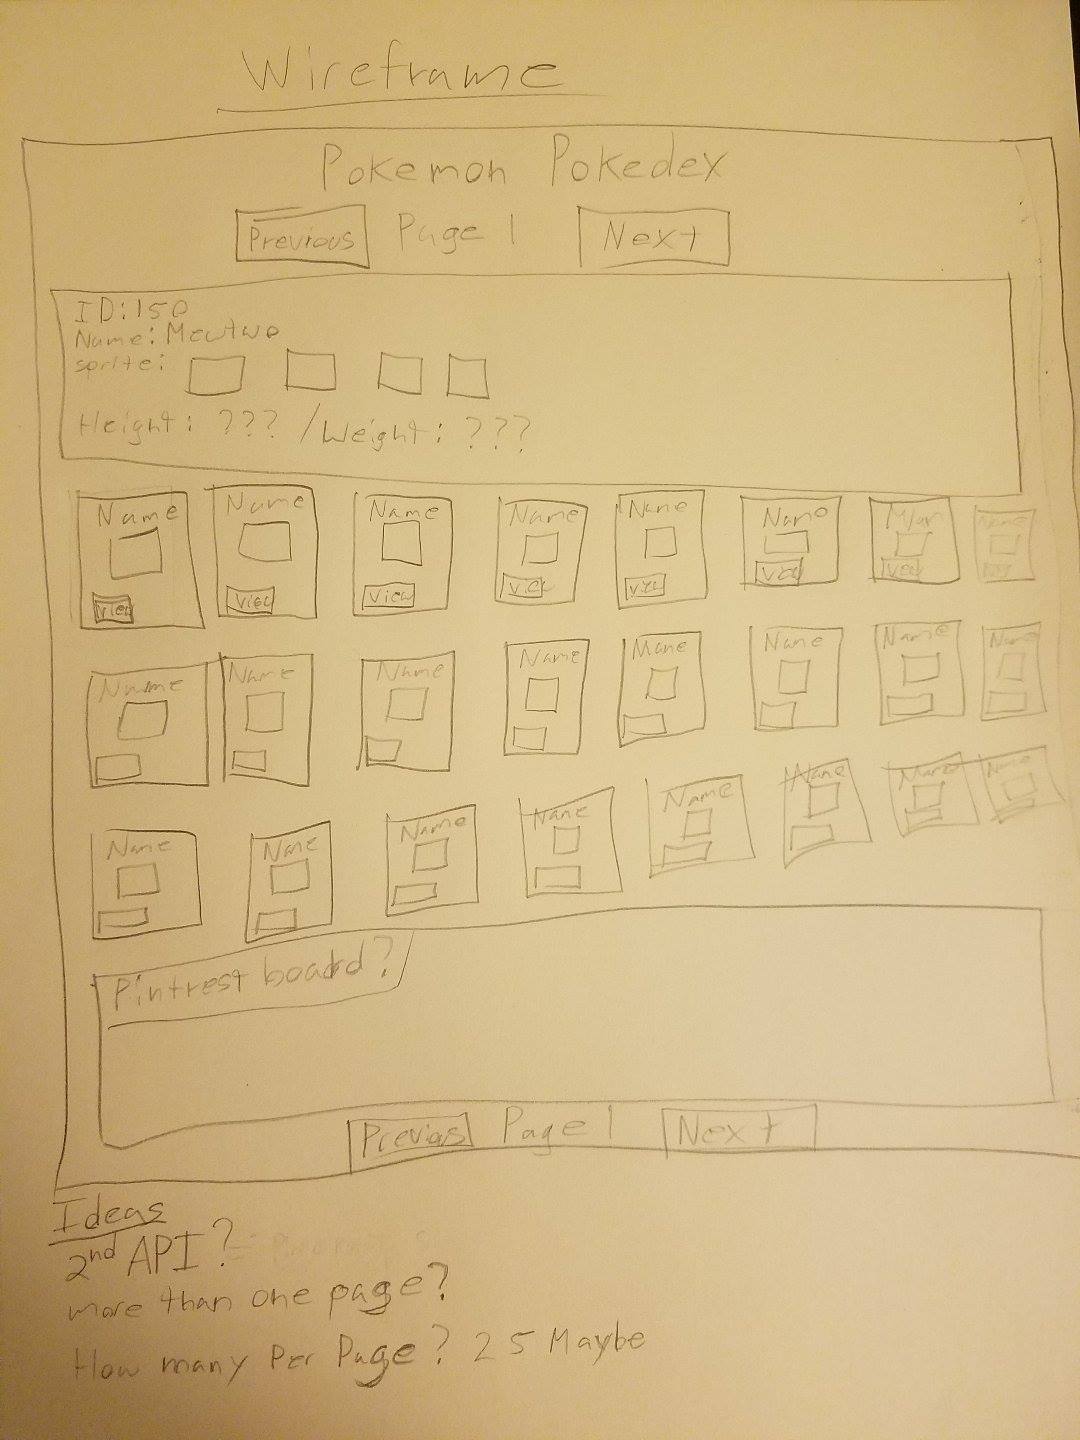 Wireframe
Pokemon Pokedex
Previous Page 1 Next
ID:150
Name: Mewtwo
sprite:
Height: ??? / Weight: ???
Name Name Name Name Name Name Name
view view view view view view view
Name Name Name Name Name Name Name Name
Name Name Name Name Name Name Name Name
Pintrest board?
Previos Page 1 Next
Ideas
2nd API?
more than one page?
How many Per Page? 25 Maybe